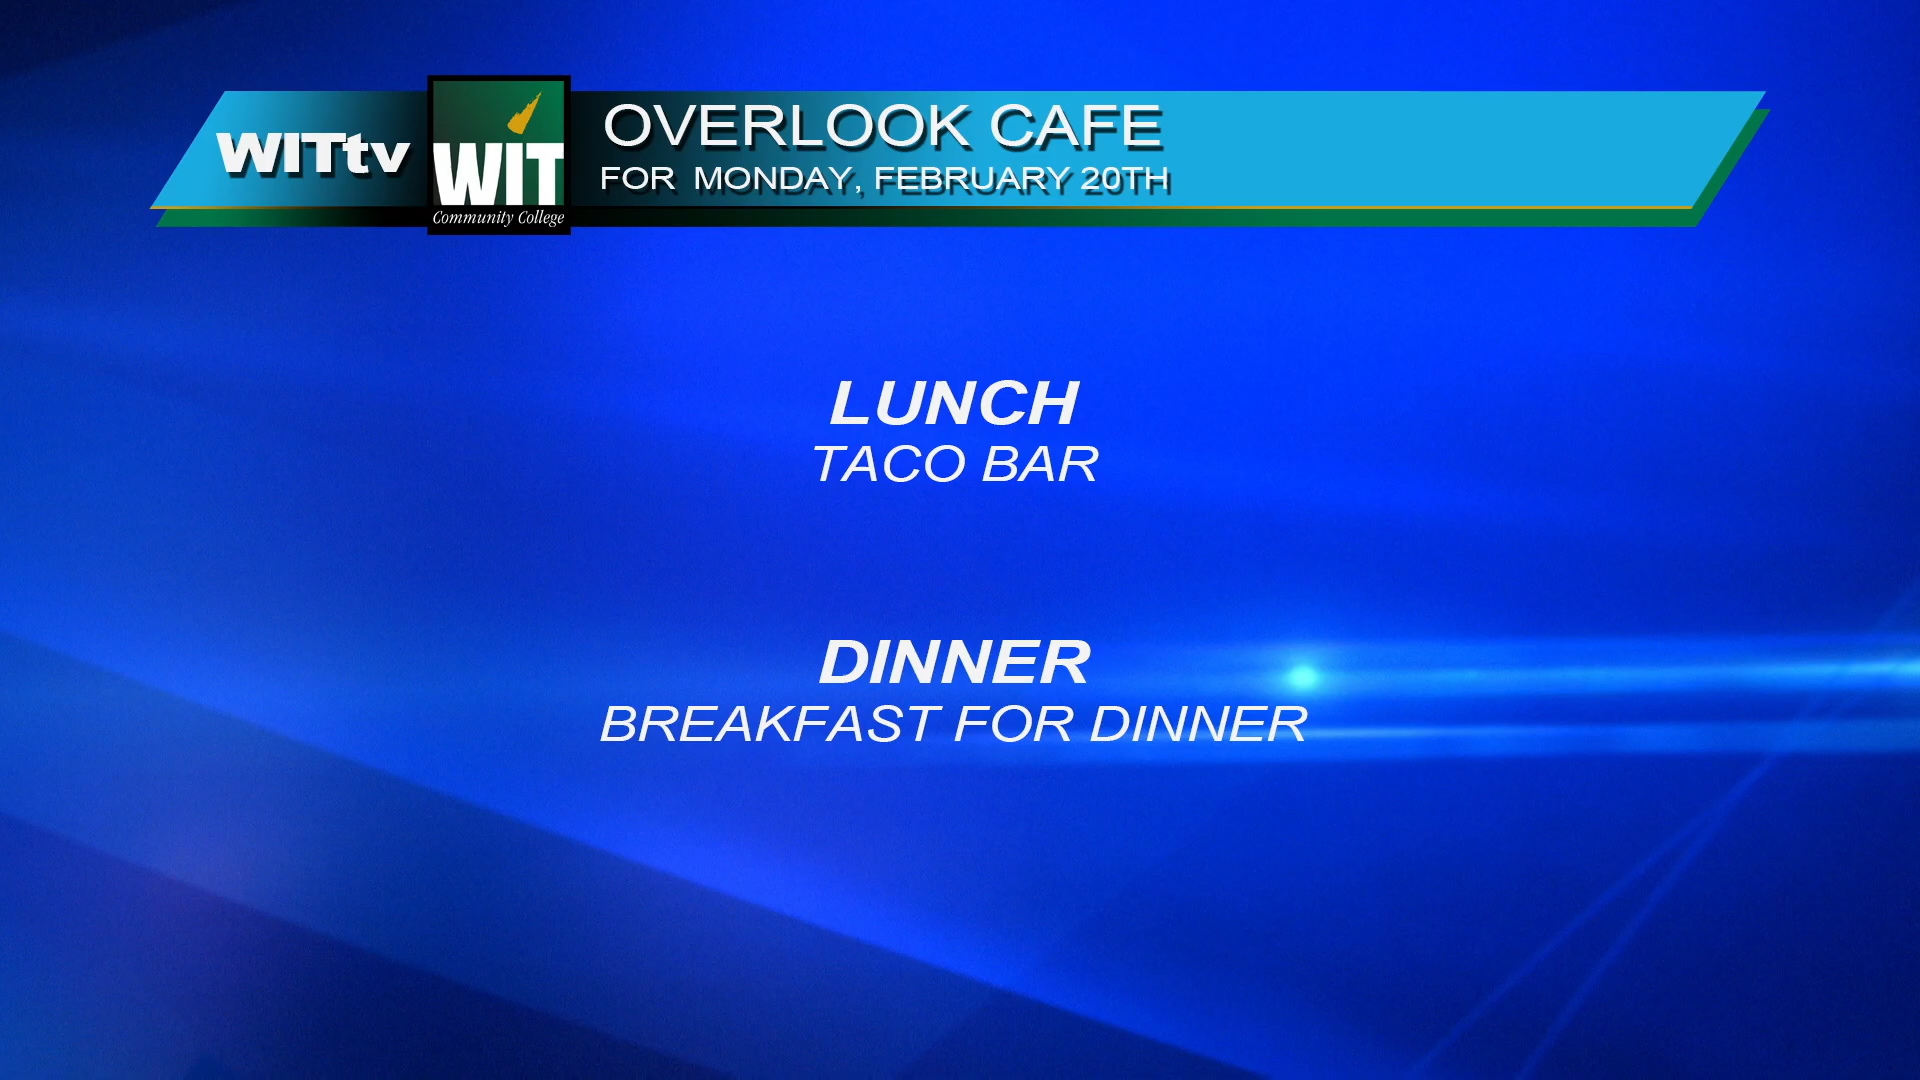 WITtv
WIT
Community College
OVERLOOK CAFE
FOR MONDAY, FEBRUARY 20TH
LUNCH
TACO BAR
DINNER
BREAKFAST FOR DINNER